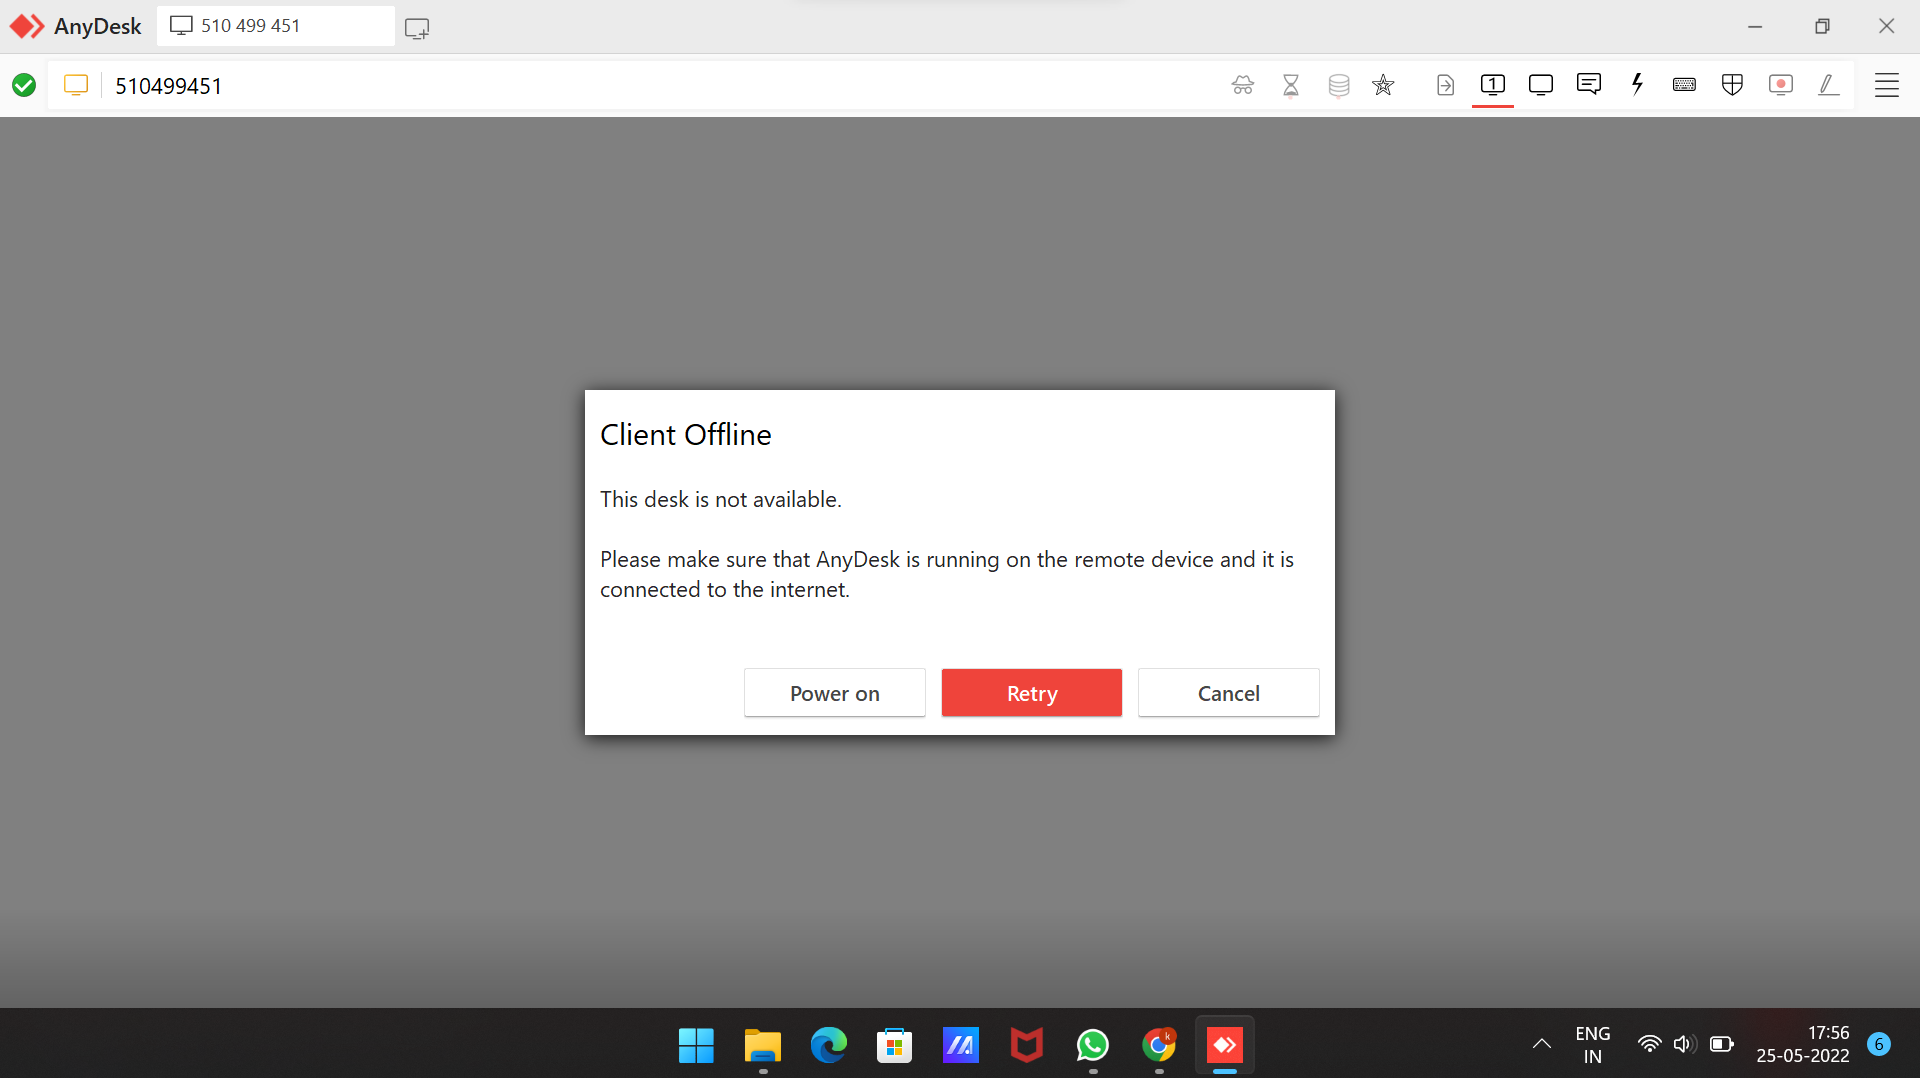 AnyDesk
510 499 451
510499451
1
Client Offline
This desk is not available.
Please make sure that AnyDesk is running on the remote device and it is
connected to the internet.
Power on
Retry
Cancel
k
ENG
IN
17:56
25-05-2022
6